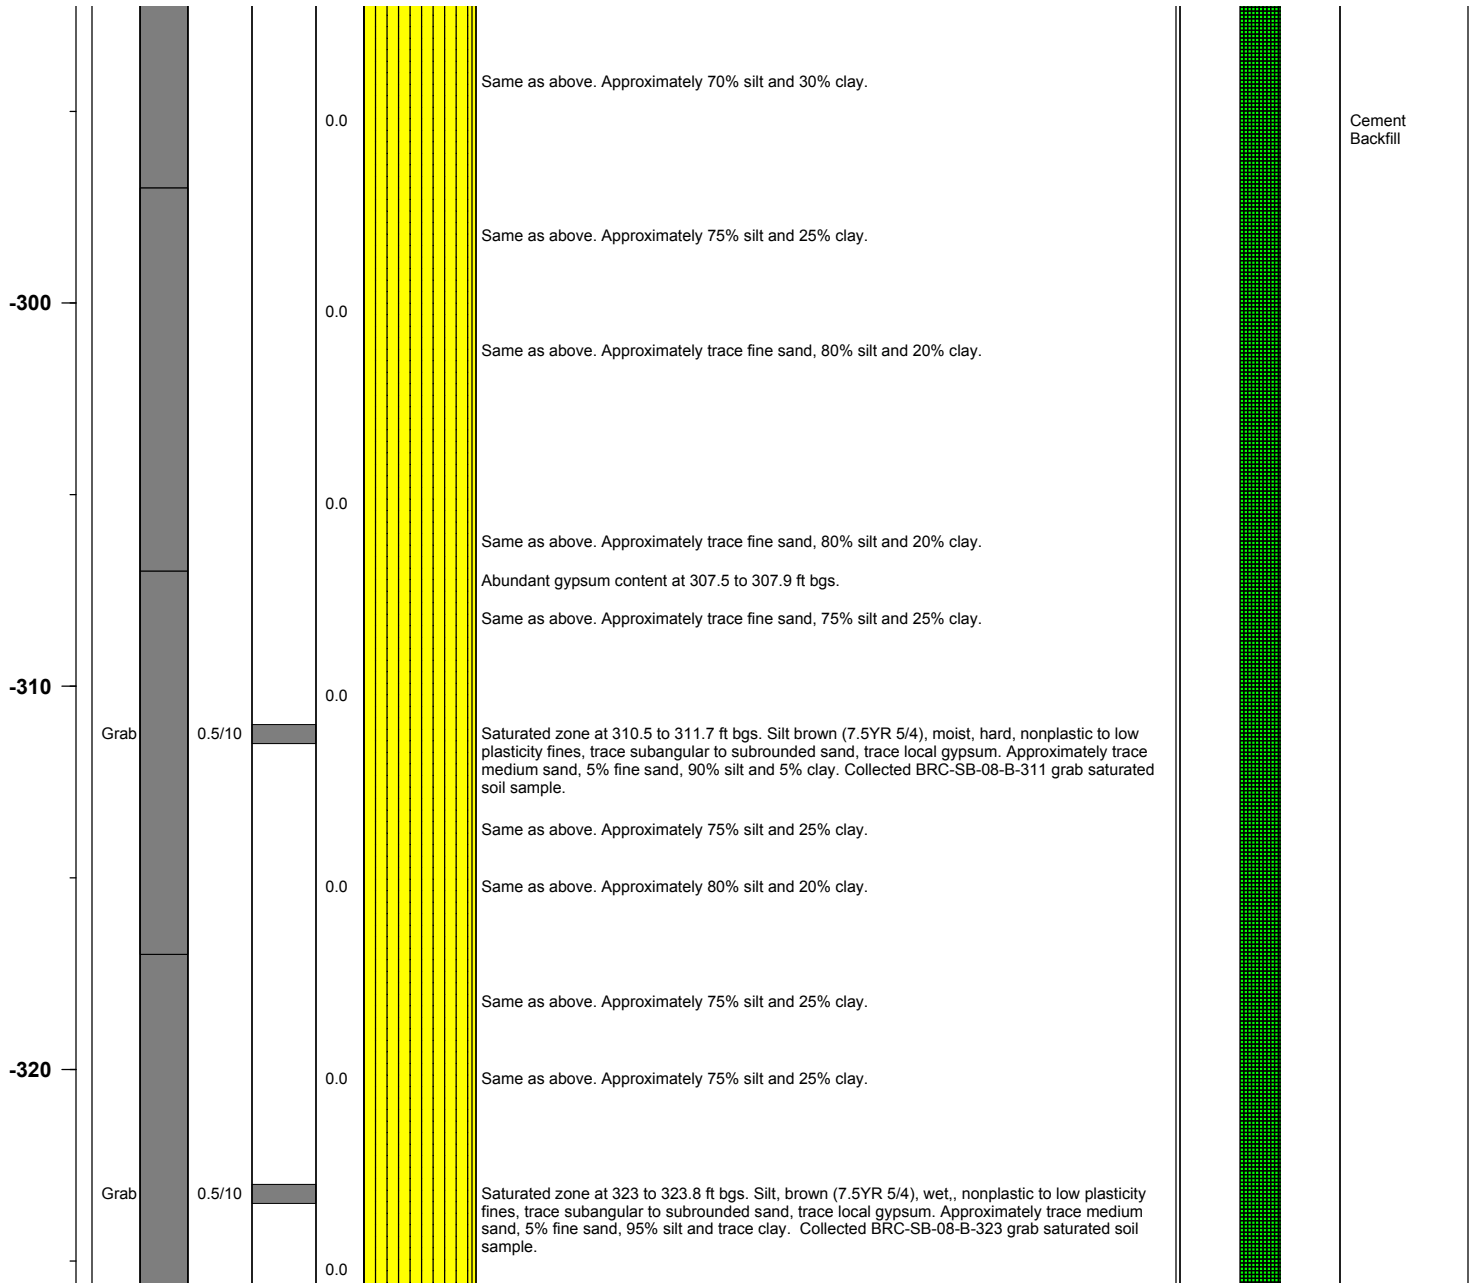 Same as above. Approximately 70% silt and 30% clay.
0.0
Cement
Backfill
Same as above. Approximately 75% silt and 25% clay.
-300
0.0
Same as above. Approximately trace fine sand, 80% silt and 20% clay.
0.0
Same as above. Approximately trace fine sand, 80% silt and 20% clay.
Abundant gypsum content at 307.5 to 307.9 ft bgs.
Same as above. Approximately trace fine sand, 75% silt and 25% clay.
-310
0.0
Grab
0.5/10
Saturated zone at 310.5 to 311.7 ft bgs. Silt brown (7.5YR 5/4), moist, hard, nonplastic to low
plasticity fines, trace subangular to subrounded sand, trace local gypsum. Approximately trace
medium sand, 5% fine sand, 90% silt and 5% clay. Collected BRC-SB-08-B-311 grab saturated
soil sample.
Same as above. Approximately 75% silt and 25% clay.
0.0
Same as above. Approximately 80% silt and 20% clay.
Same as above. Approximately 75% silt and 25% clay.
-320
0.0
Same as above. Approximately 75% silt and 25% clay.
Grab
0.5/10
Saturated zone at 323 to 323.8 ft bgs. Silt, brown (7.5YR 5/4), wet,, nonplastic to low plasticity
fines, trace subangular to subrounded sand, trace local gypsum. Approximately trace medium
sand, 5% fine sand, 95% silt and trace clay.  Collected BRC-SB-08-B-323 grab saturated soil
sample.
0.0